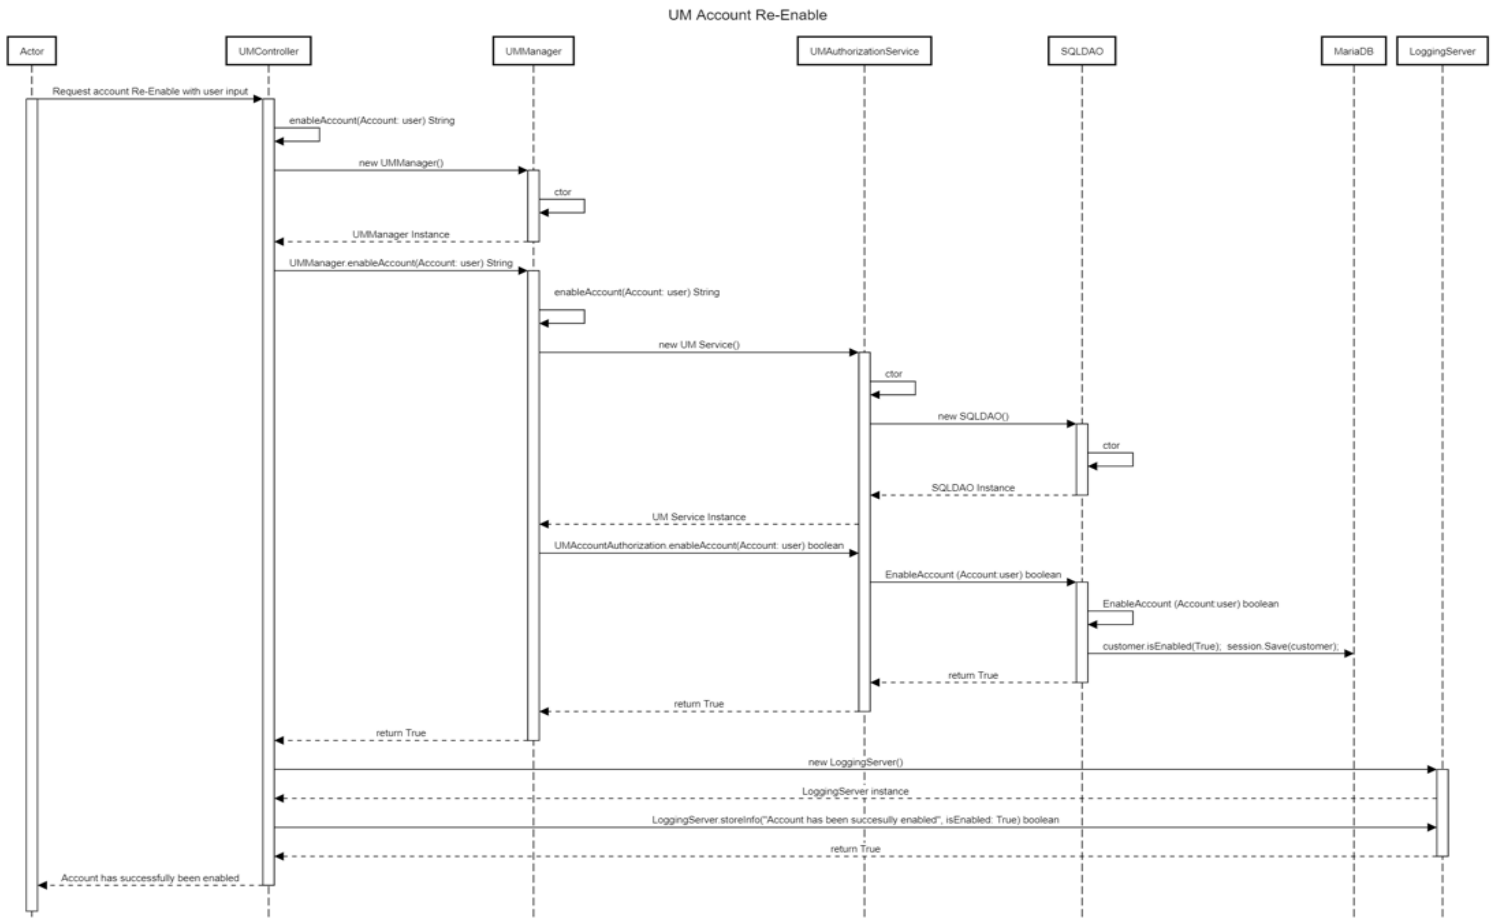 UM Account Re-Enable
Actor
UMController
UMManager
UMAuthorizationService
SQLDAO
MariaDB
LoggingServer
Request account Re-Enable with user input
enableAccount(Account: user) String
new UMManager()
ctor
UMManager Instance
UMManager.enableAccount(Account: user) String
enableAccount(Account: user) String
new UM Service()
ctor
new SQLDAO()
ctor
SQLDAO Instance
UM Service Instance
UMAccountAuthorization.enableAccount(Account: user) boolean
EnableAccount (Account:user) boolean
EnableAccount (Account:user) boolean
customer.isEnabled(True);  session.Save(customer);
return True
return True
return True
new LoggingServer()
LoggingServer instance
LoggingServer.storeInfo("Account has been succesully enabled", isEnabled: True) boolean
return True
Account has successfully been enabled